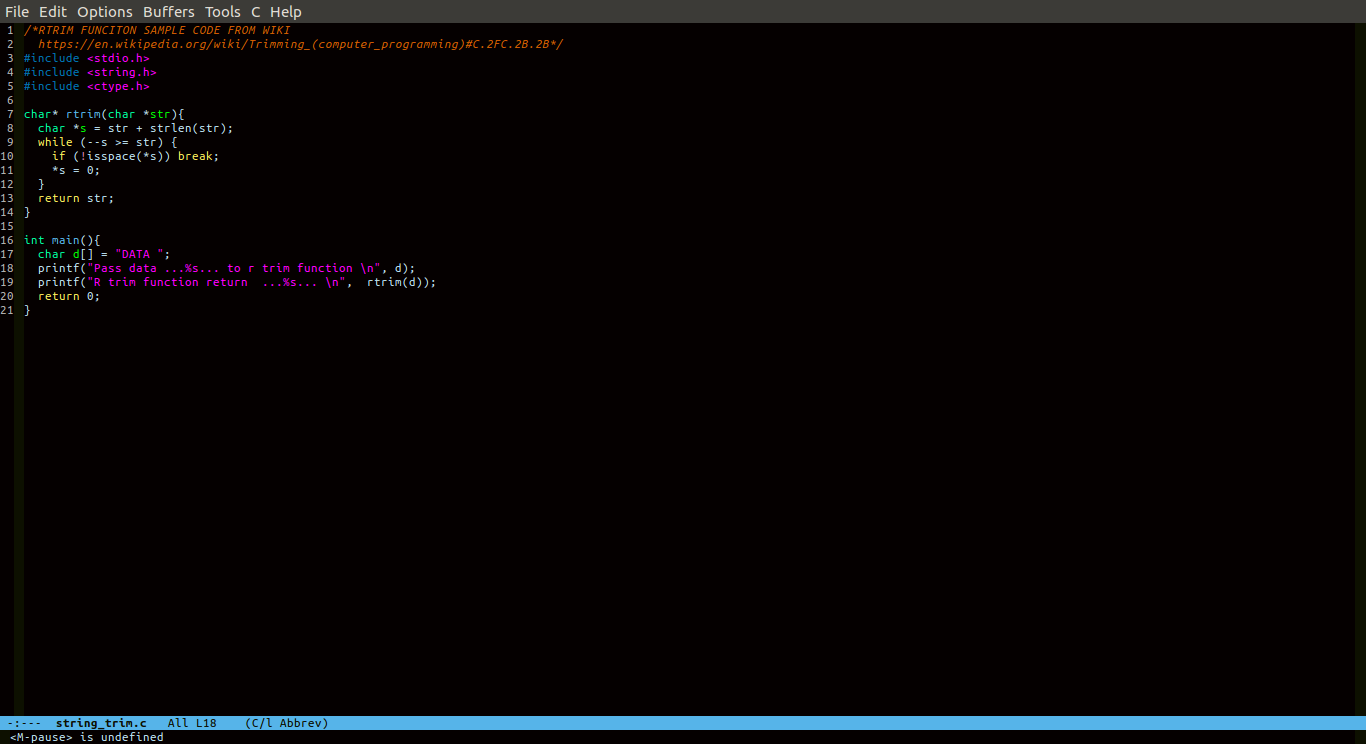 File Edit Options Buffers Tools C Help
1 /*RTRIM FUNCITON SAMPLE CODE FROM WIKI
2   https://en.wikipedia.org/wiki/Trimming_(computer_programming)#C.2FC.2B.2B*/
3 #include <stdio.h>
4 #include <string.h>
5 #include <ctype.h>
6
7 char* rtrim(char *str){
8   char *s = str + strlen(str);
9   while (--s >= str) {
10     if (!isspace(*s)) break;
11     *s = 0;
12   }
13   return str;
14 }
15
16 int main(){
17   char d[] = "DATA ";
18   printf("Pass data ...%s... to r trim function \n", d);
19   printf("R trim function return  ...%s... \n",  rtrim(d));
20   return 0;
21 }
-:---  string_trim.c   All L18    (C/l Abbrev)
<M-pause> is undefined